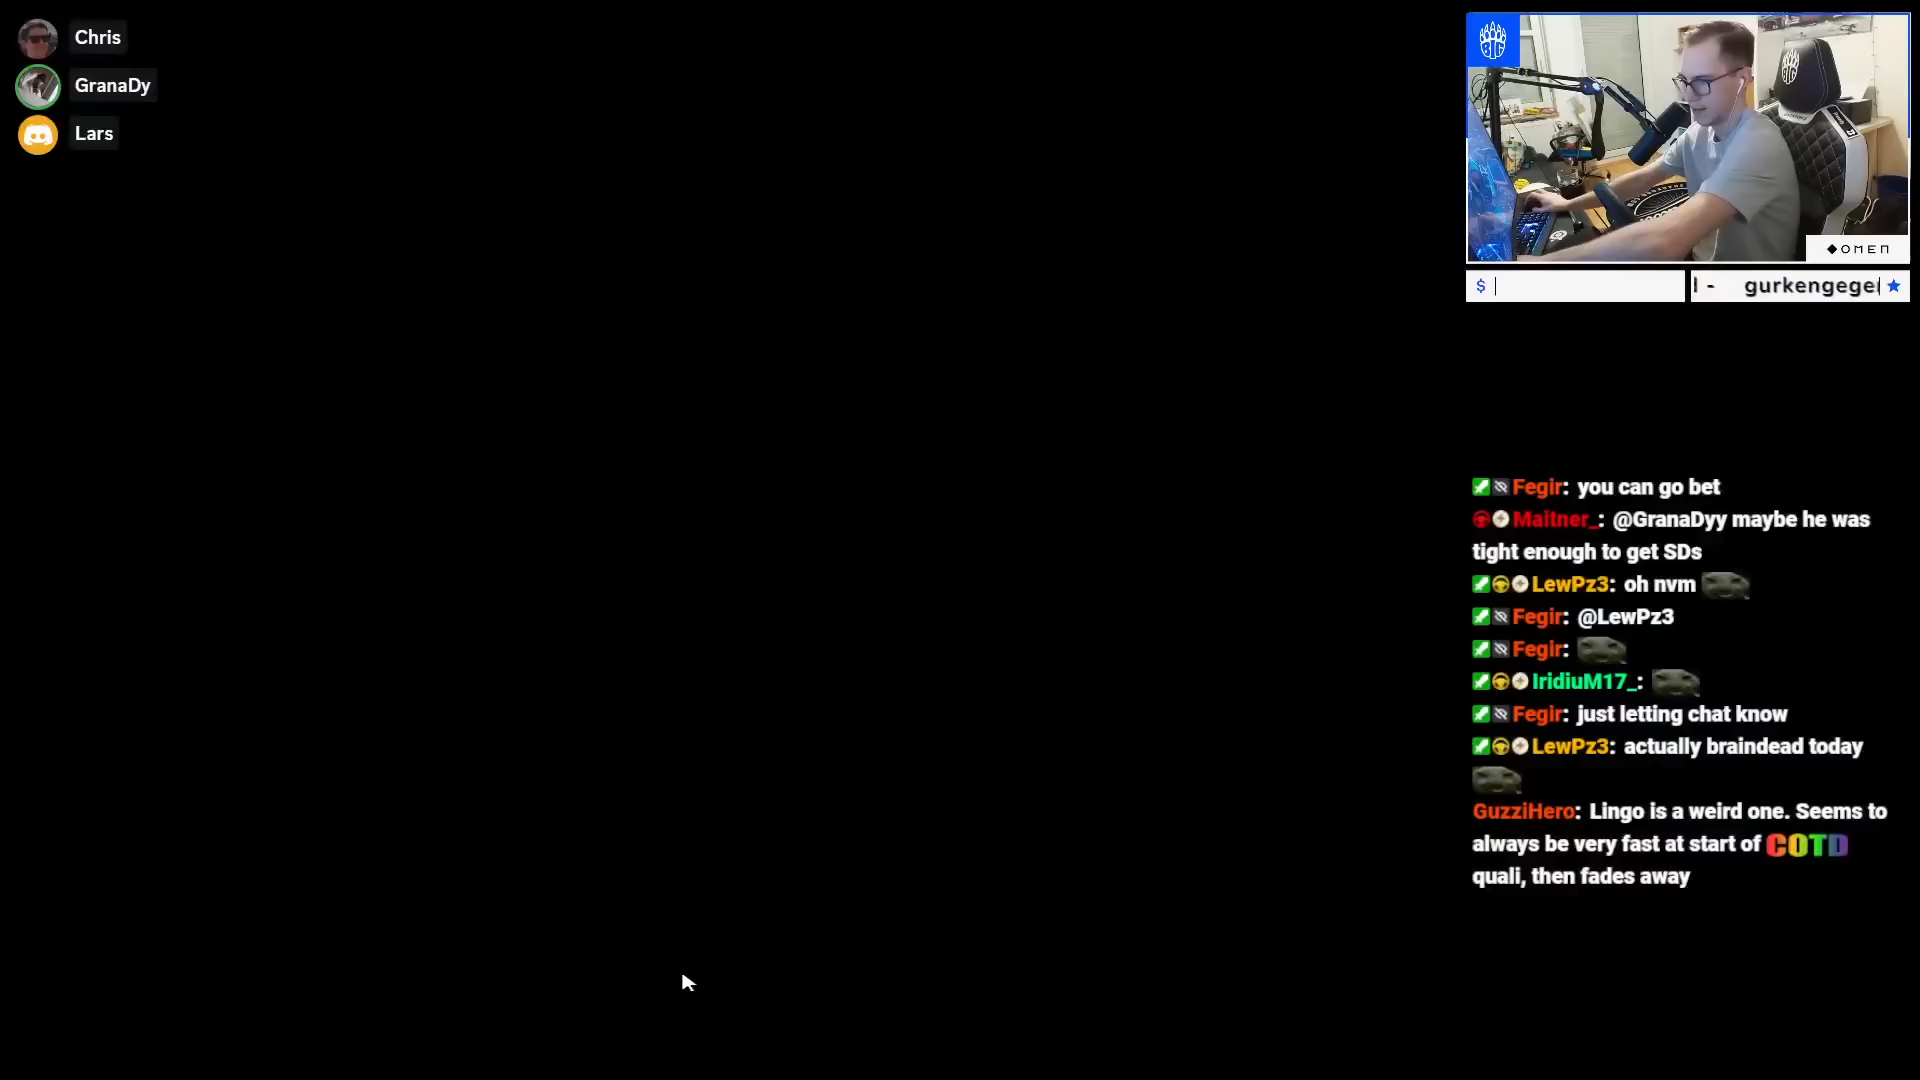 Chris
GranaDy
Lars
BIG
OMEN
$
- gurkengege
Fegir: you can go bet
Maltner_: @GranaDyy maybe he was
tight enough to get SDs
LewPz3: oh nvm
Fegir: @LewPz3
Fegir:
IridiuM17_:
Fegir: just letting chat know
LewPz3: actually braindead today
GuzziHero: Lingo is a weird one. Seems to
always be very fast at start of COTD
quali, then fades away